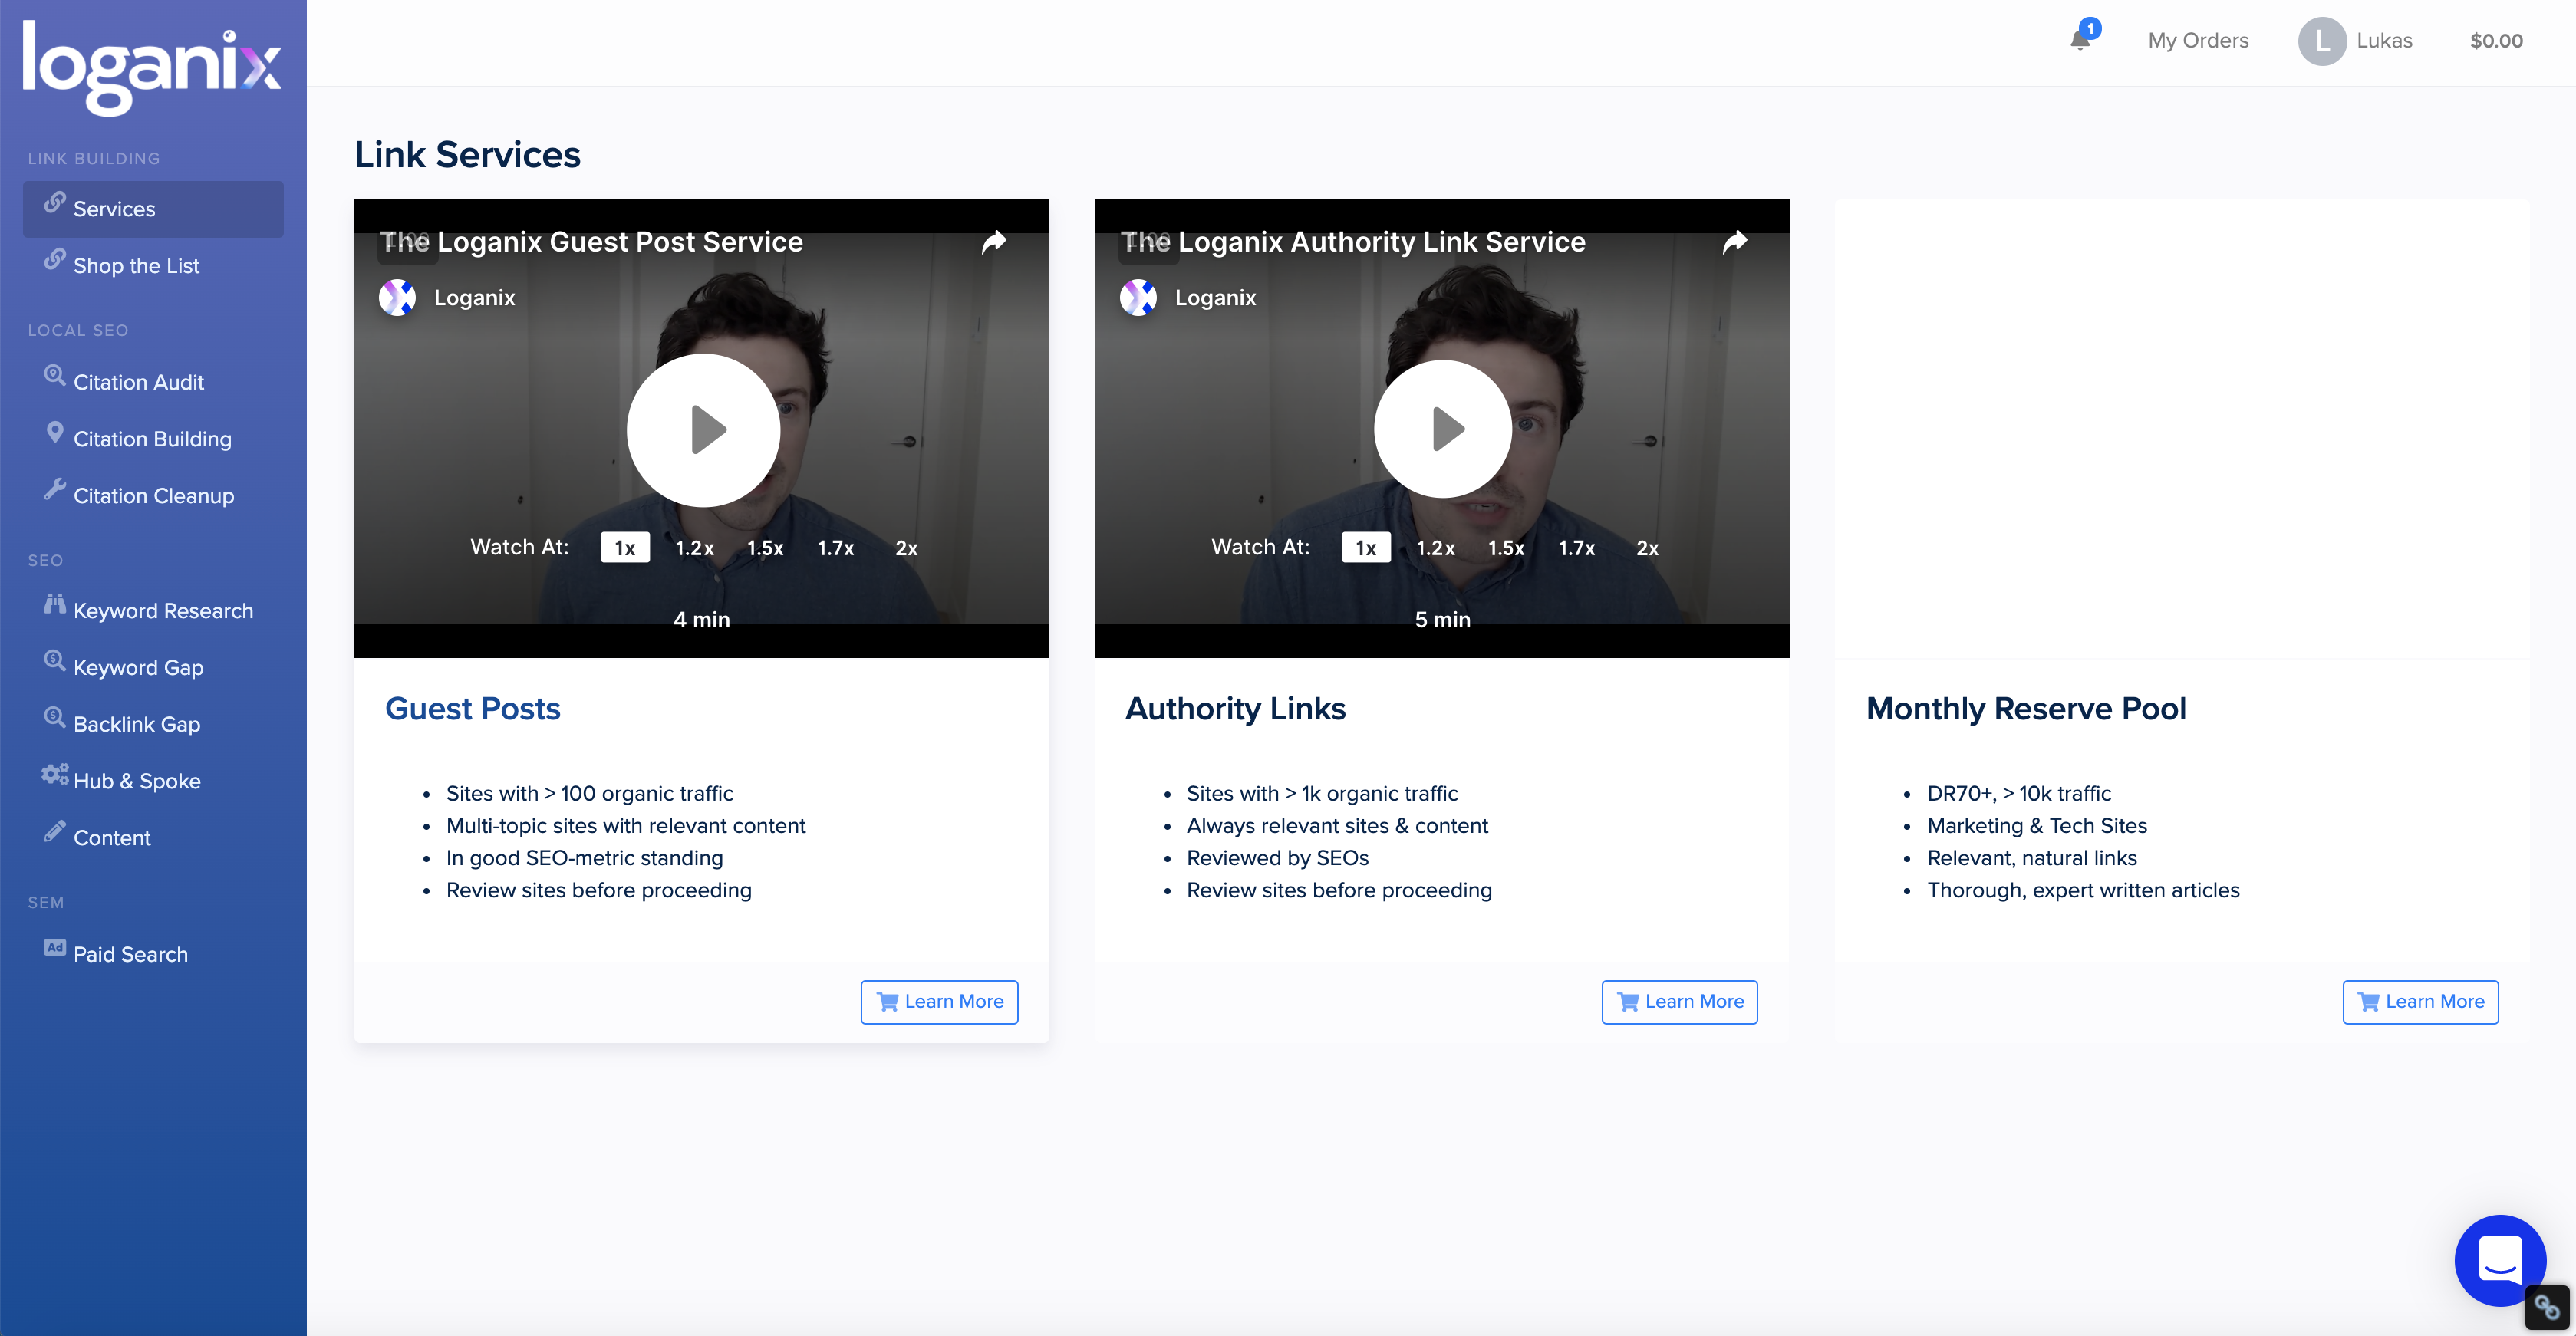 loganix
1
My Orders
L
Lukas
$0.00
LINK BUILDING
Services
Shop the List
LOCAL SEO
Citation Audit
Citation Building
Citation Cleanup
SEO
Keyword Research
Keyword Gap
Backlink Gap
Hub & Spoke
Content
SEM
Ad
Paid Search
Link Services
The Loganix Guest Post Service
1.00
Loganix
Watch At: 1x 1.2x 1.5x 1.7x 2x
4 min
Guest Posts
• Sites with > 100 organic traffic
• Multi-topic sites with relevant content
• In good SEO-metric standing
• Review sites before proceeding
Learn More
The Loganix Authority Link Service
1.00
Loganix
Watch At: 1x 1.2x 1.5x 1.7x 2x
5 min
Authority Links
• Sites with > 1k organic traffic
• Always relevant sites & content
• Reviewed by SEOs
• Review sites before proceeding
Learn More
Monthly Reserve Pool
• DR70+, > 10k traffic
• Marketing & Tech Sites
• Relevant, natural links
• Thorough, expert written articles
Learn More